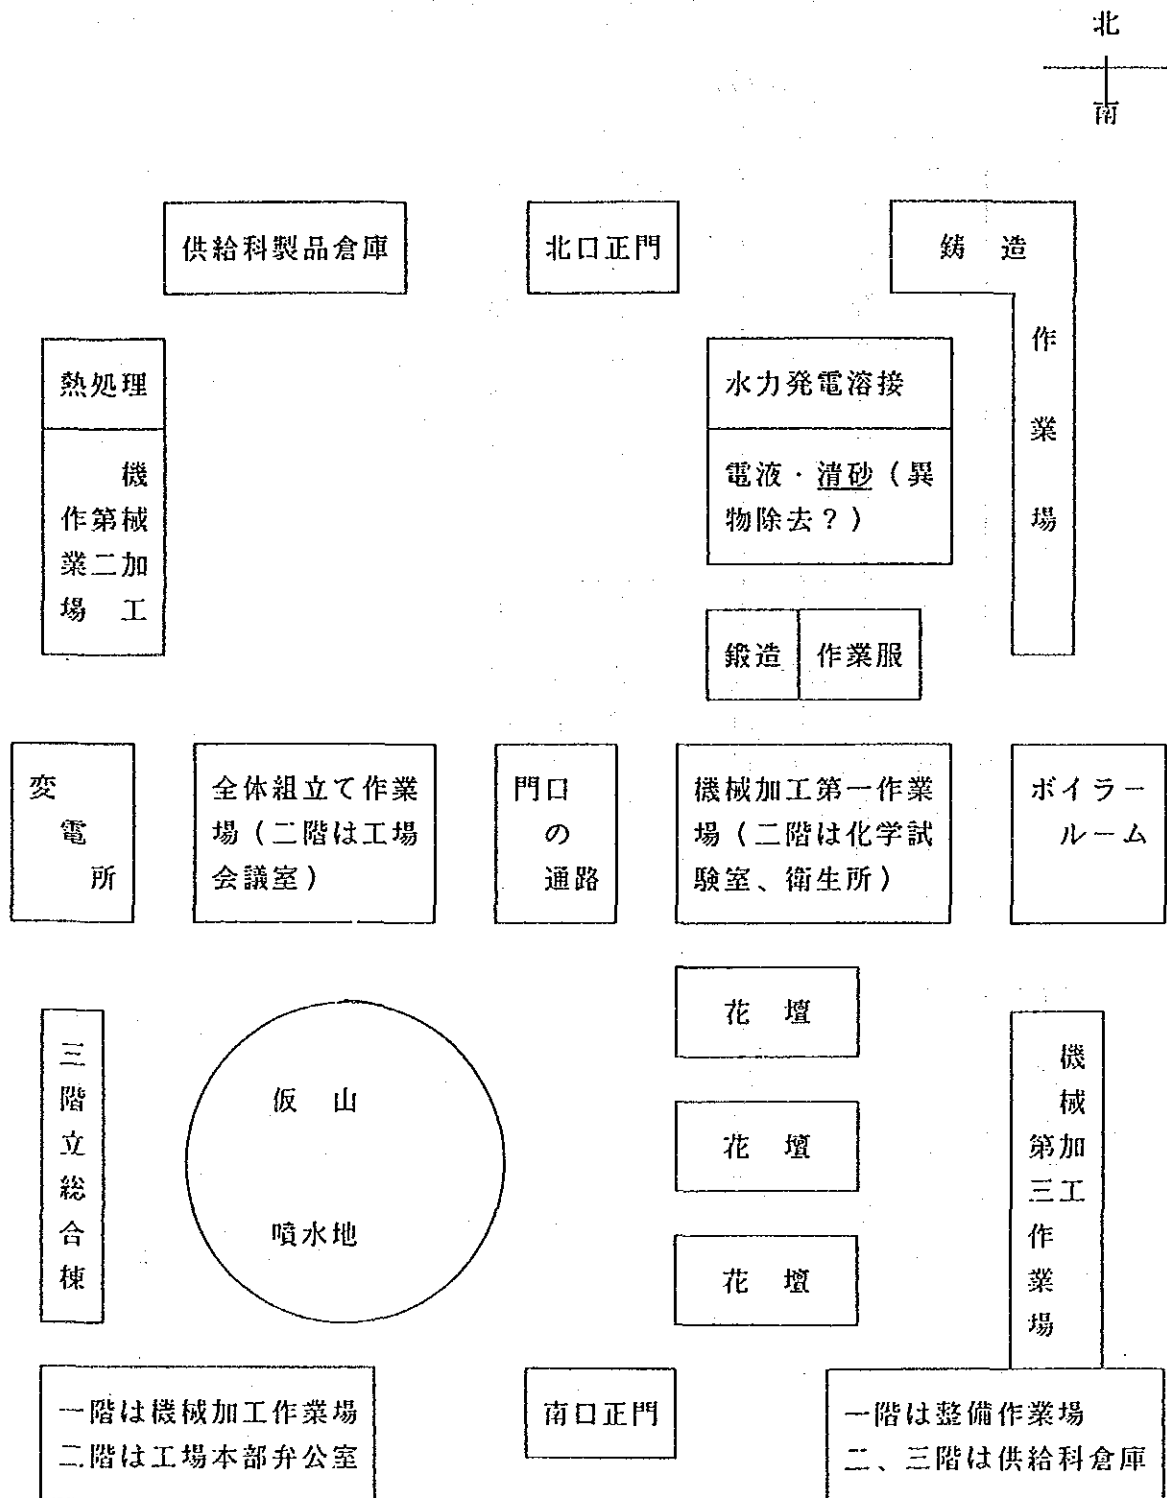 北
南
供給科製品倉庫
北口正門
鋳造
作業場
熱処理
機械加工
第二
作業場
水力発電溶接
電液・清砂（異
物除去？）
鍛造
作業服
変電所
全体組立て作業
場（二階は工場
会議室）
門口
の
通路
機械加工第一作業
場（二階は化学試
験室、衛生所）
ボイラー
ルーム
三階立総合棟
仮山
噴水地
花壇
花壇
花壇
機械加工
第三
作業場
一階は機械加工作業場
二階は工場本部弁公室
南口正門
一階は整備作業場
二、三階は供給科倉庫